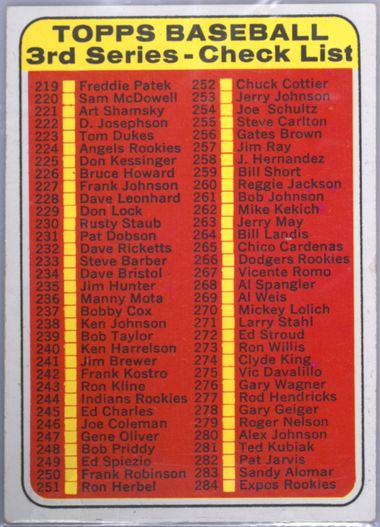 TOPPS BASEBALL
3rd Series - Check List
219 Freddie Patek
220 Sam McDowell
221 Art Shamsky
222 D. Josephson
223 Tom Dukes
224 Angels Rookies
225 Don Kessinger
226 Bruce Howard
227 Frank Johnson
228 Dave Leonhard
229 Don Lock
230 Rusty Staub
231 Pat Dobson
232 Dave Ricketts
233 Steve Barber
234 Dave Bristol
235 Jim Hunter
236 Manny Mota
237 Bobby Cox
238 Ken Johnson
239 Bob Taylor
240 Ken Harrelson
241 Jim Brewer
242 Frank Kostro
243 Ron Kline
244 Indians Rookies
245 Ed Charles
246 Joe Coleman
247 Gene Oliver
248 Bob Priddy
249 Ed Spiezio
250 Frank Robinson
251 Ron Herbel
252 Chuck Cottier
253 Jerry Johnson
254 Joe Schultz
255 Steve Carlton
256 Gates Brown
257 Jim Ray
258 J. Hernandez
259 Bill Short
260 Reggie Jackson
261 Bob Johnson
262 Mike Kekich
263 Jerry May
264 Bill Landis
265 Chico Cardenas
266 Dodgers Rookies
267 Vicente Romo
268 Al Spangler
269 Al Weis
270 Mickey Lolich
271 Larry Stahl
272 Ed Stroud
273 Ron Willis
274 Clyde King
275 Vic Davalillo
276 Gary Wagner
277 Rod Hendricks
278 Gary Geiger
279 Roger Nelson
280 Alex Johnson
281 Ted Kubiak
282 Pat Jarvis
283 Sandy Alomar
284 Expos Rookies